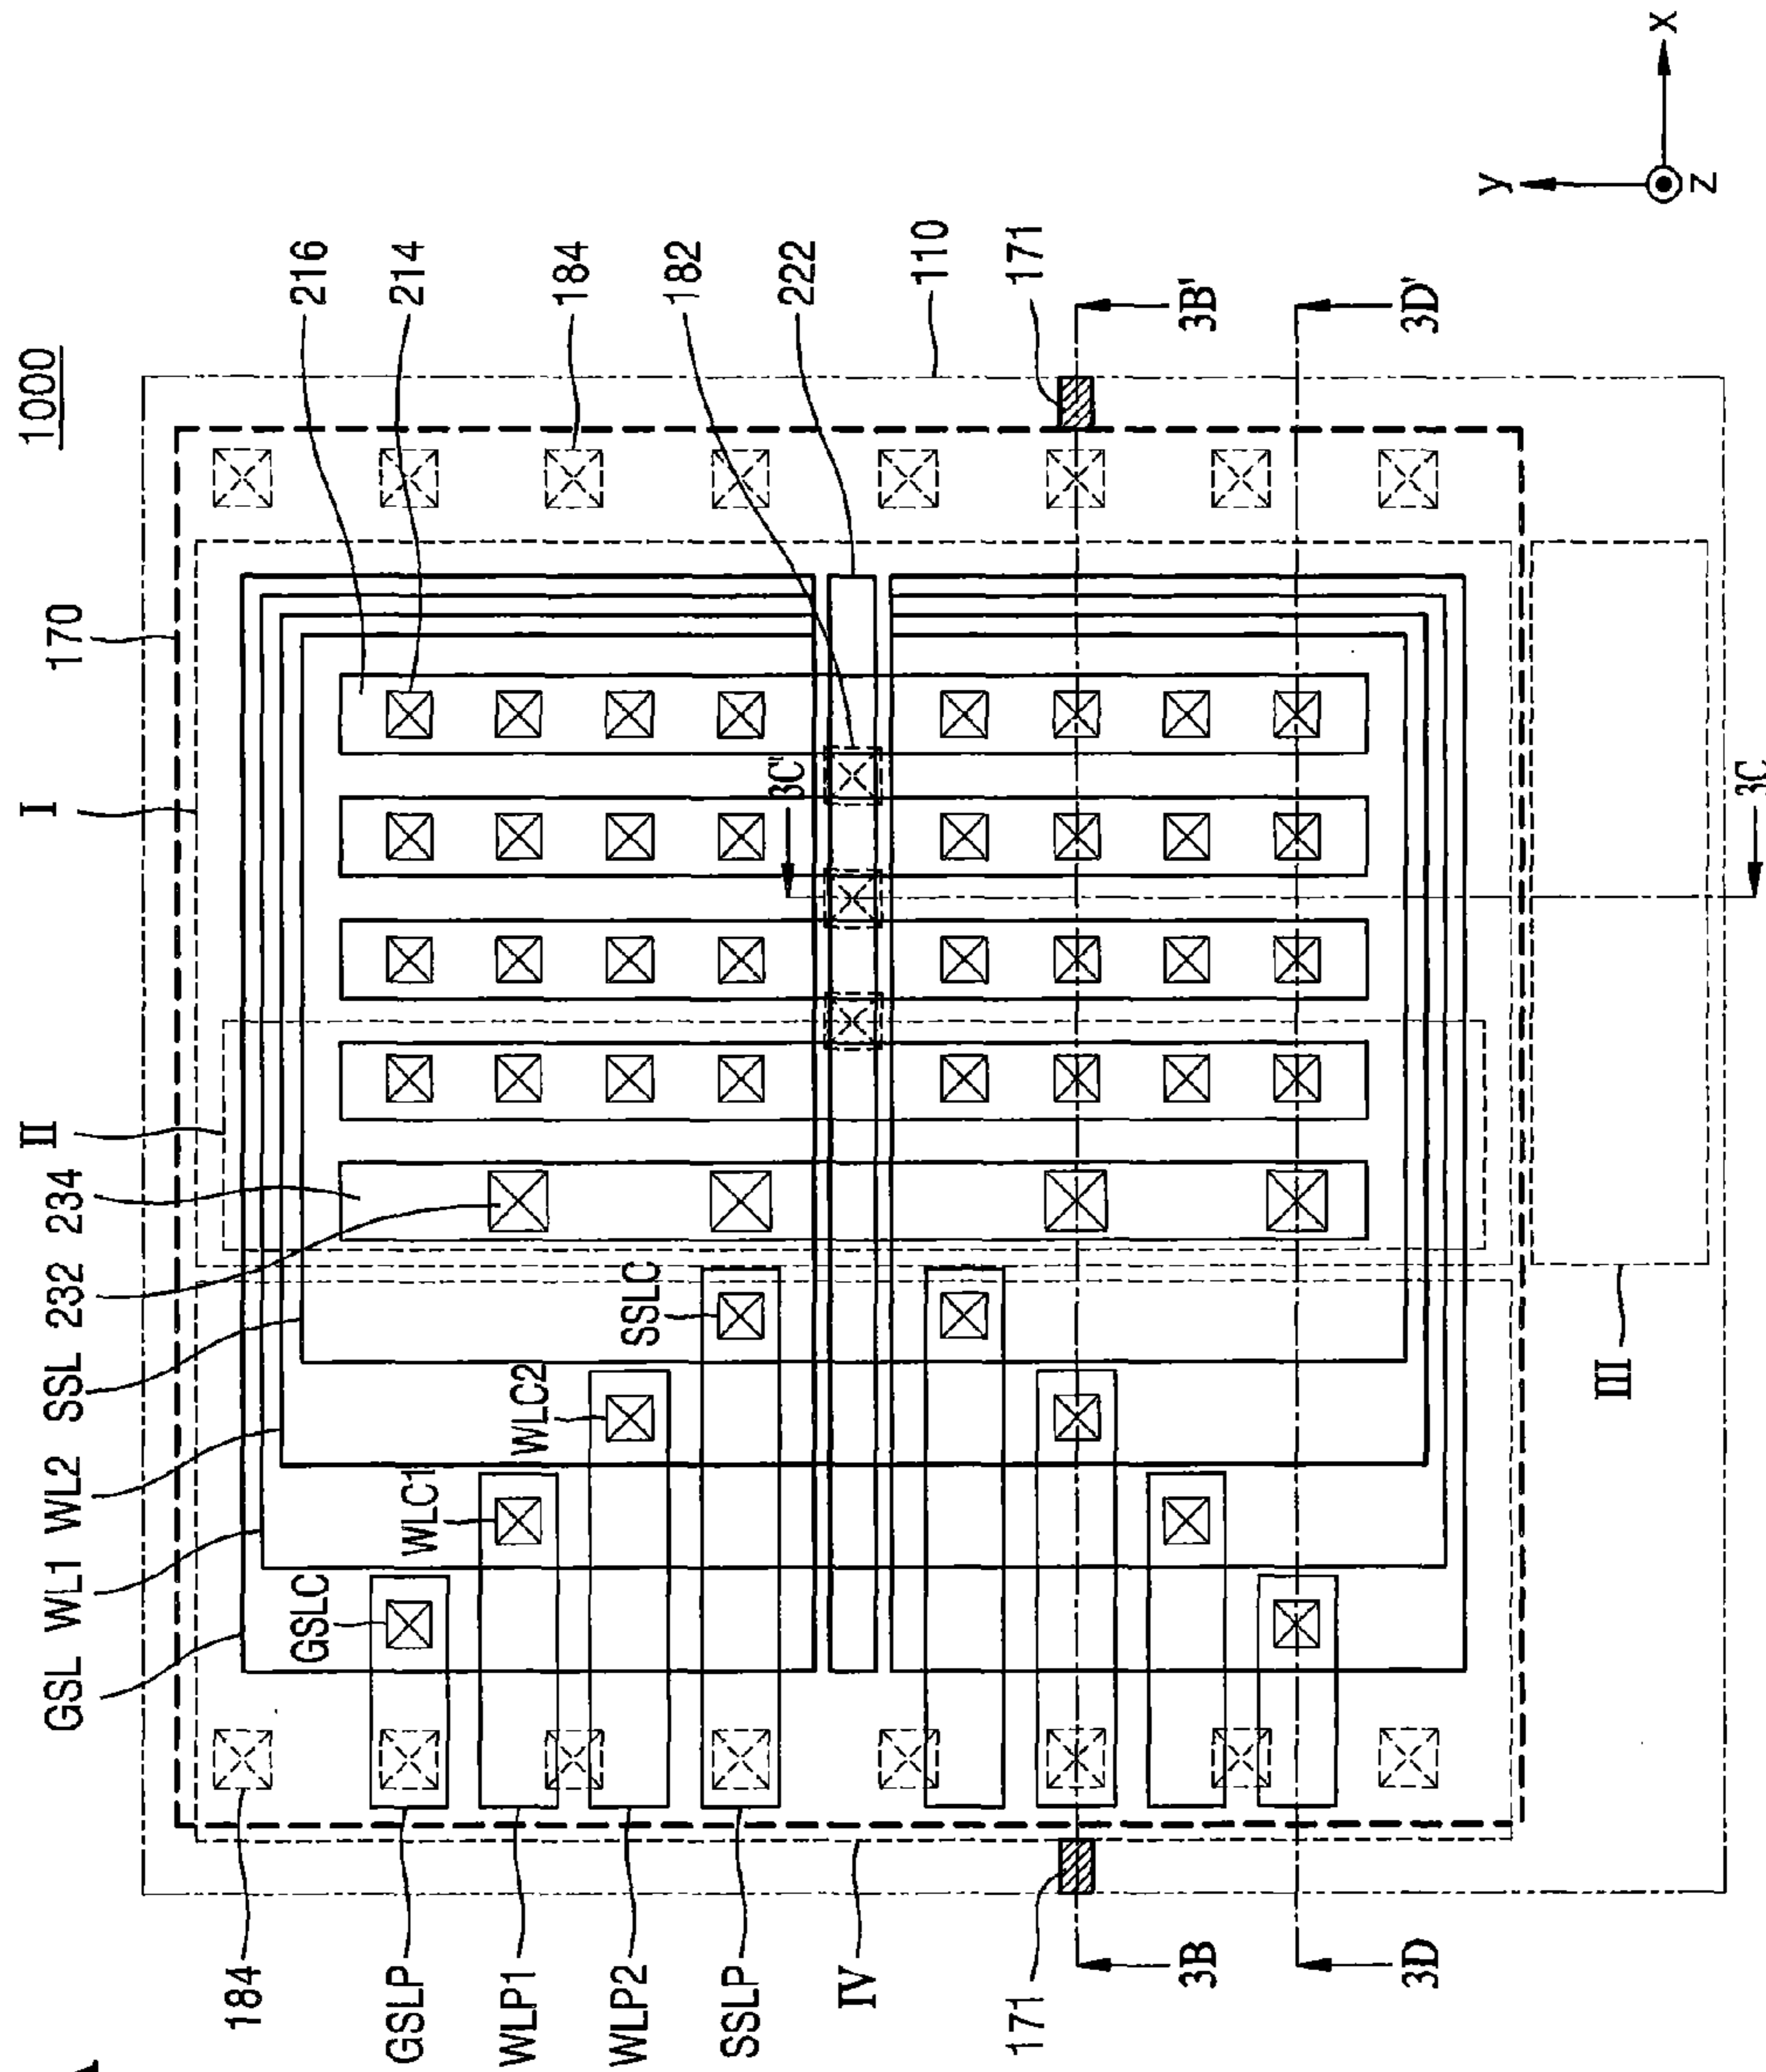 1000
II I
GSL WL1 WL2 SSL 232 234 170
184
GSLC
216
GSLP
214
WLC1
WLP1
WLC2
184
WLP2
SSLC
182
SSLP
3C'
222
IV
110
171
171
3B
3B'
3D
3D'
III
y
z
3C
x